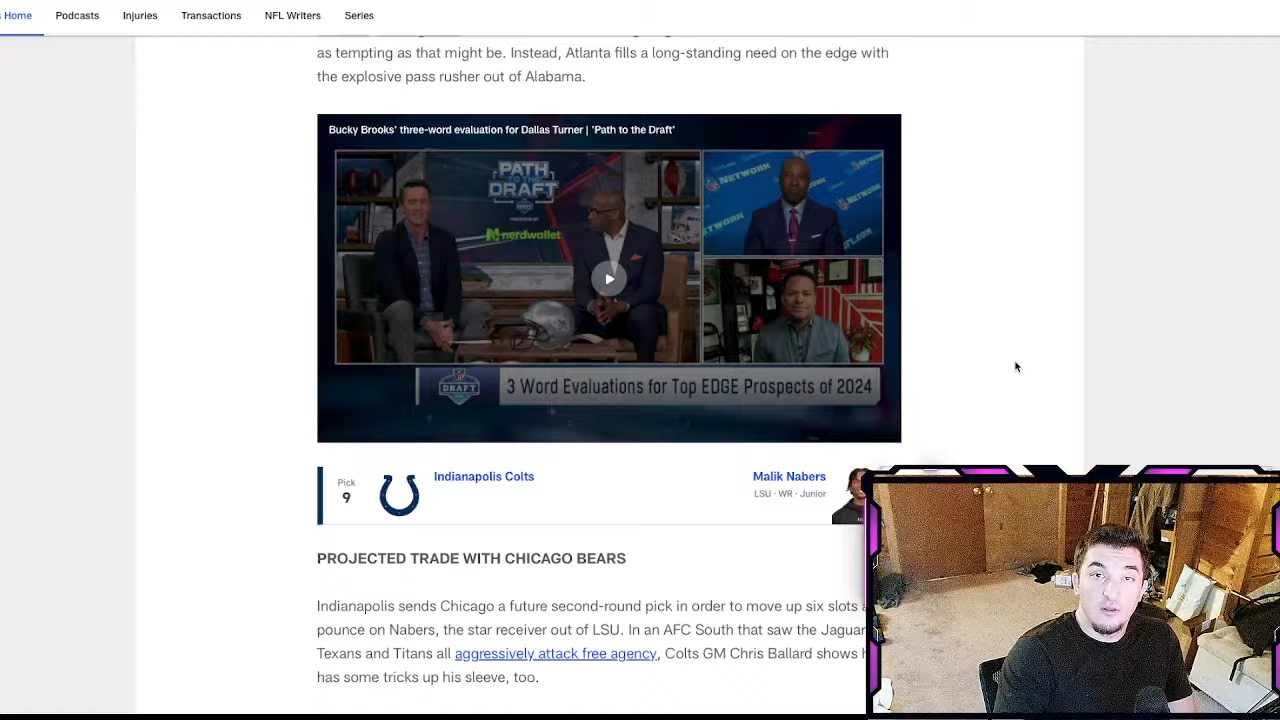 s Home Podcasts Injuries Transactions NFL Writers Series
as tempting as that might be. Instead, Atlanta fills a long-standing need on the edge with
the explosive pass rusher out of Alabama.
Bucky Brooks' three-word evaluation for Dallas Turner | 'Path to the Draft'
PATH
TO THE
DRAFT
PRESENTED BY
nerdwallet
NETWORK
NFL.COM
DRAFT
3 Word Evaluations for Top EDGE Prospects of 2024
Pick
9
Indianapolis Colts
Malik Nabers
LSU · WR · Junior
PROJECTED TRADE WITH CHICAGO BEARS
Indianapolis sends Chicago a future second-round pick in order to move up six slots
pounce on Nabers, the star receiver out of LSU. In an AFC South that saw the Jaguar
Texans and Titans all aggressively attack free agency, Colts GM Chris Ballard shows
has some tricks up his sleeve, too.